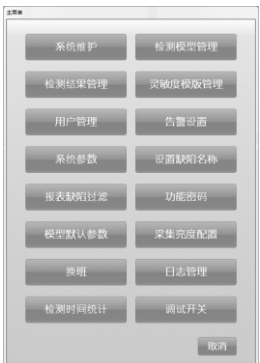 主菜单
系统维护 检测模型管理
检测结果管理 灵敏度模版管理
用户管理 告警设置
系统参数 设置缺陷名称
报表缺陷过滤 功能密码
模型默认参数 采集亮度配置
换班 日志管理
检测时间统计 调试开关
取消